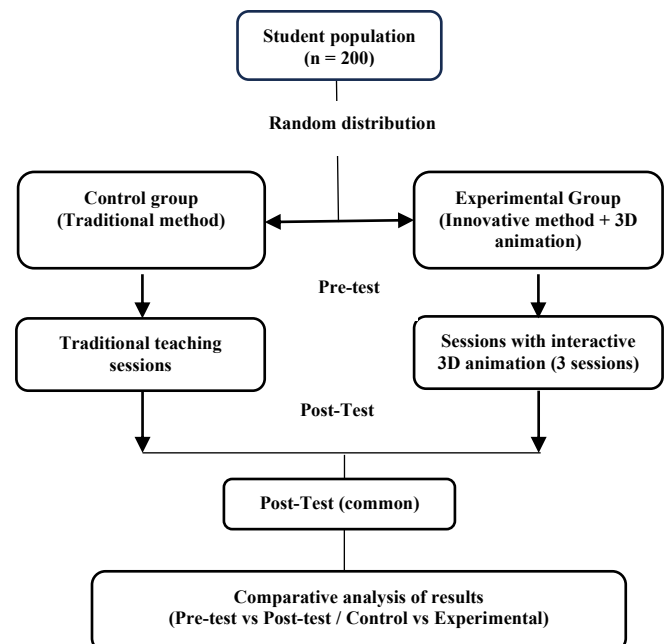 Student population
(n = 200)
Random distribution
Control group
(Traditional method)
Experimental Group
(Innovative method + 3D
animation)
Pre-test
Traditional teaching
sessions
Sessions with interactive
3D animation (3 sessions)
Post-Test
Post-Test (common)
Comparative analysis of results
(Pre-test vs Post-test / Control vs Experimental)